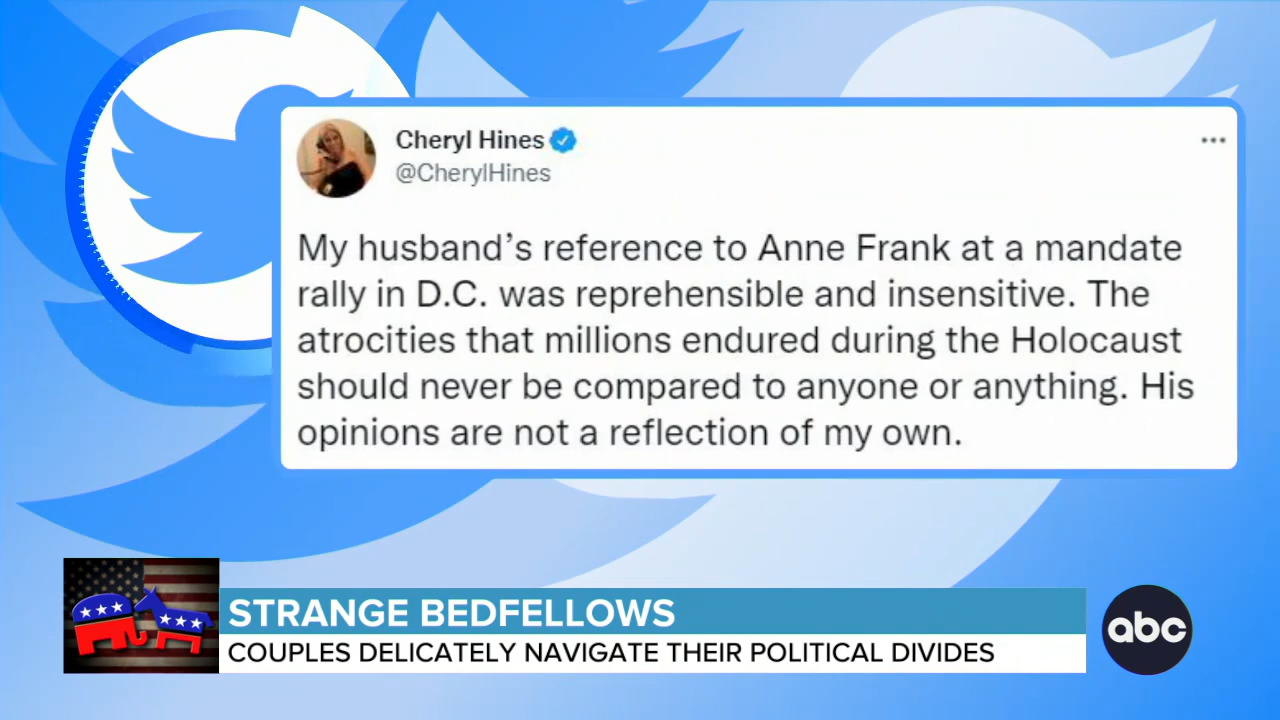 Cheryl Hines
@CherylHines
My husband’s reference to Anne Frank at a mandate
rally in D.C. was reprehensible and insensitive. The
atrocities that millions endured during the Holocaust
should never be compared to anyone or anything. His
opinions are not a reflection of my own.
STRANGE BEDFELLOWS
COUPLES DELICATELY NAVIGATE THEIR POLITICAL DIVIDES
abc